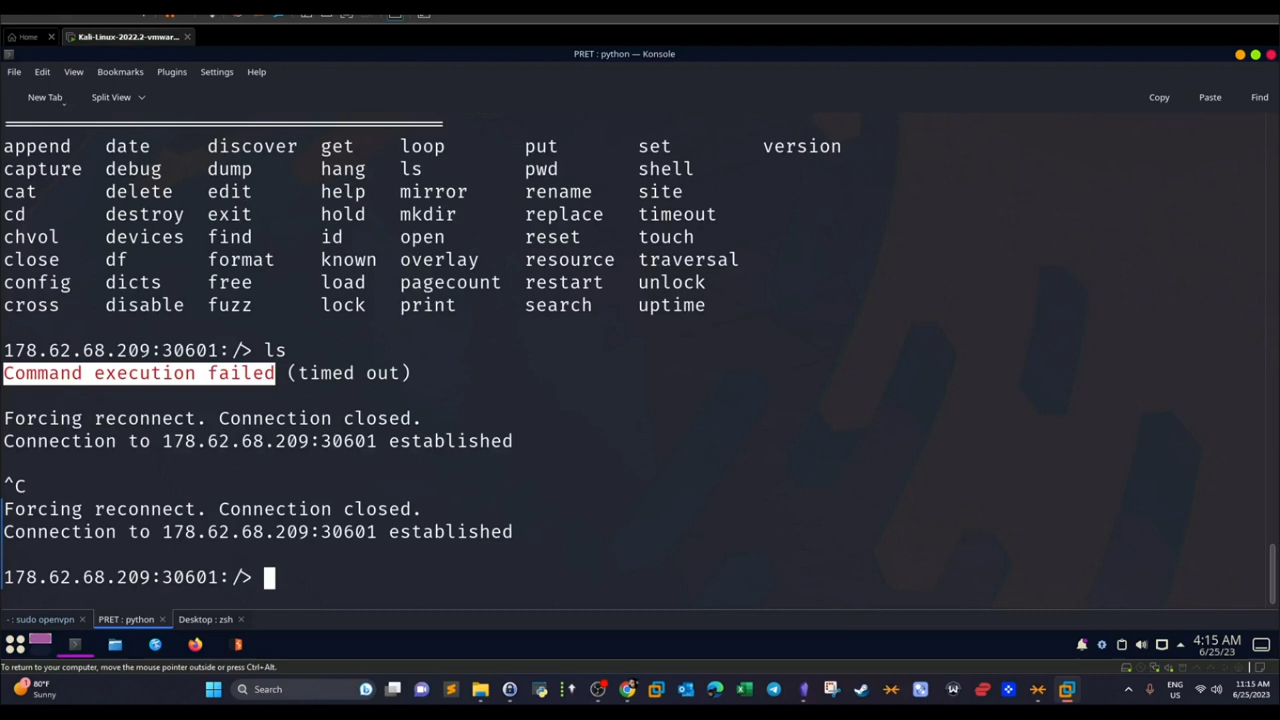 Home
Kali-Linux-2022.2-vmwar...
PRET : python — Konsole
File Edit View Bookmarks Plugins Settings Help
New Tab Split View Copy Paste Find
append date discover get loop put set version
capture debug dump hang ls pwd shell
cat delete edit help mirror rename site
cd destroy exit hold mkdir replace timeout
chvol devices find id open reset touch
close df format known overlay resource traversal
config dicts free load pagecount restart unlock
cross disable fuzz lock print search uptime
178.62.68.209:30601:/> ls
Command execution failed (timed out)
Forcing reconnect. Connection closed.
Connection to 178.62.68.209:30601 established
^C
Forcing reconnect. Connection closed.
Connection to 178.62.68.209:30601 established
178.62.68.209:30601:/>
- : sudo openvpn PRET : python Desktop : zsh
4:15 AM
6/25/23
To return to your computer, move the mouse pointer outside or press Ctrl+Alt.
1
80°F
Sunny
Search
ENG
US
11:15 AM
6/25/2023